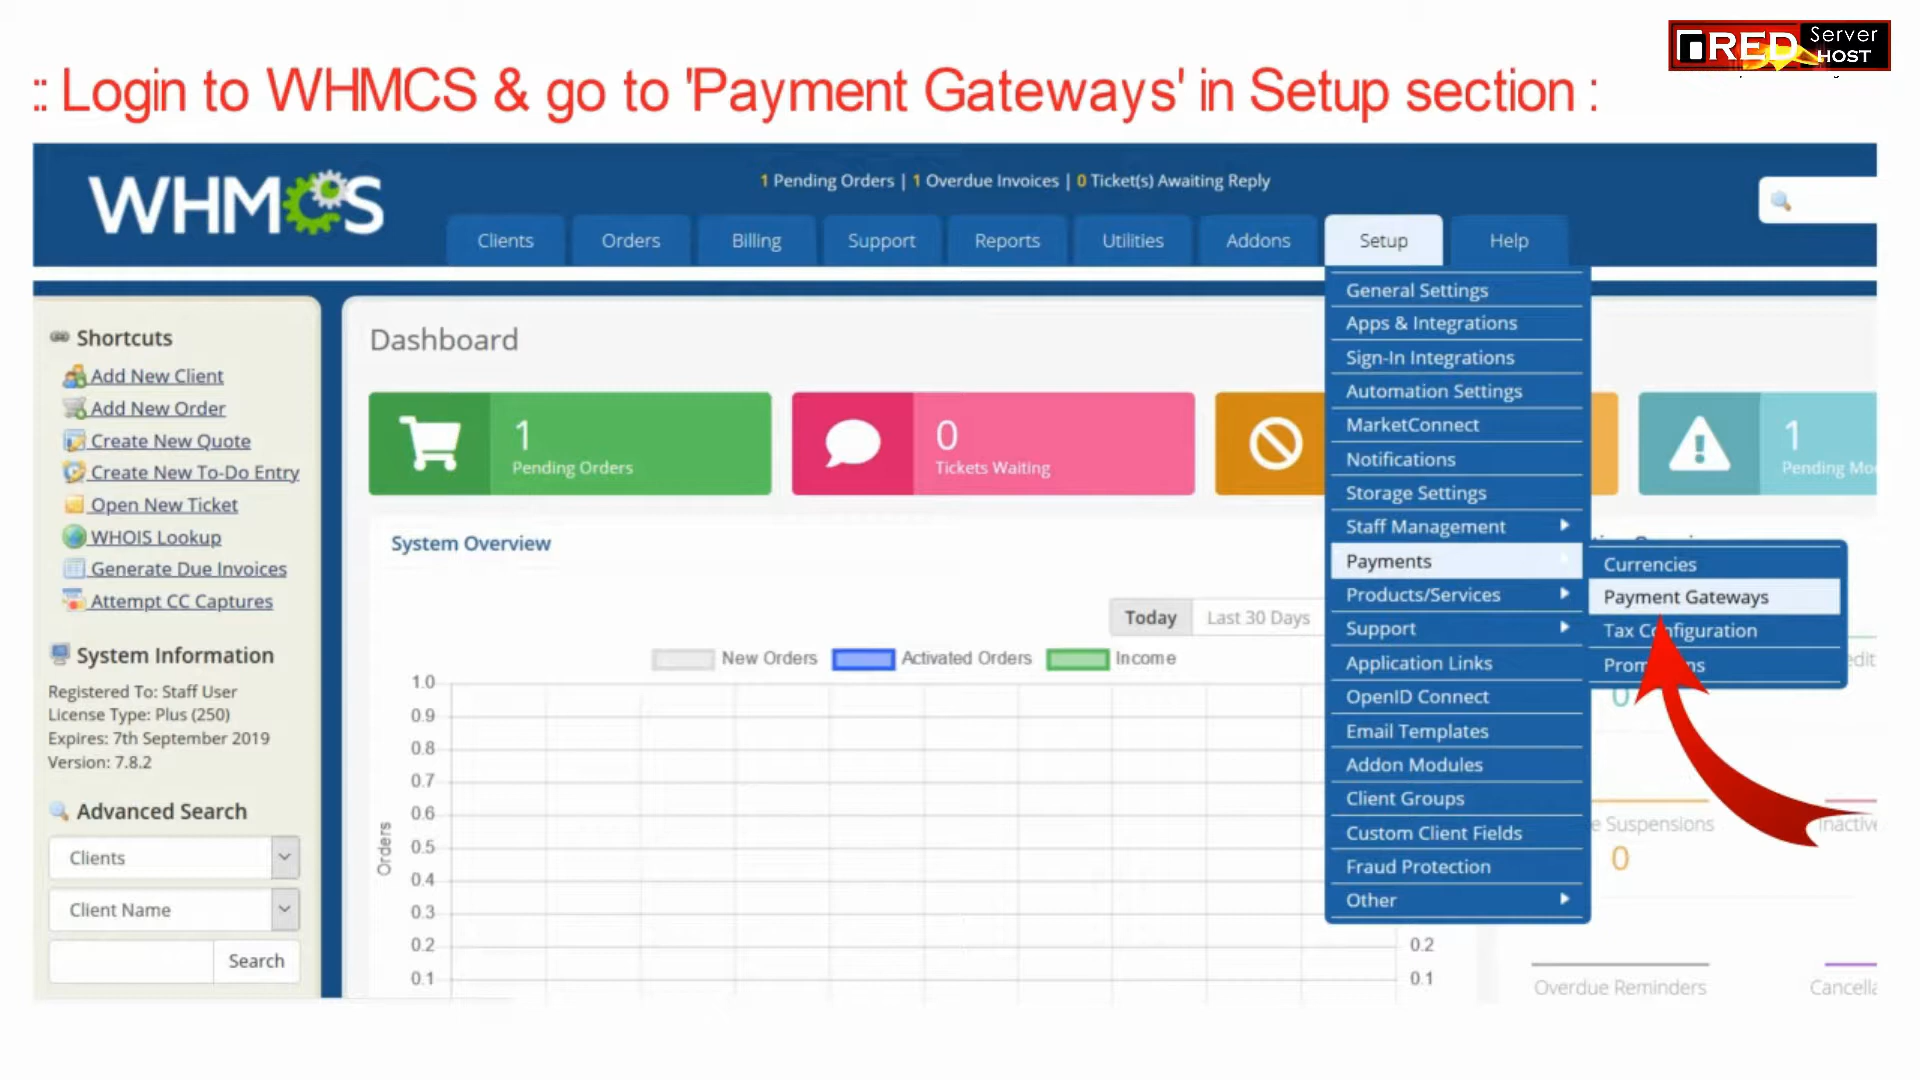 RED Server HOST
:: Login to WHMCS & go to 'Payment Gateways' in Setup section :
WHMCS
1 Pending Orders | 1 Overdue Invoices | 0 Ticket(s) Awaiting Reply
Clients
Orders
Billing
Support
Reports
Utilities
Addons
Setup
Help
Shortcuts
Add New Client
Add New Order
Create New Quote
Create New To-Do Entry
Open New Ticket
WHOIS Lookup
Generate Due Invoices
Attempt CC Captures
System Information
Registered To: Staff User
License Type: Plus (250)
Expires: 7th September 2019
Version: 7.8.2
Advanced Search
Clients
Client Name
Search
Dashboard
1
Pending Orders
0
Tickets Waiting
1
Pending Mo
System Overview
Today
Last 30 Days
New Orders
Activated Orders
Income
Orders
1.0
0.9
0.8
0.7
0.6
0.5
0.4
0.3
0.2
0.1
0.2
0.1
General Settings
Apps & Integrations
Sign-In Integrations
Automation Settings
MarketConnect
Notifications
Storage Settings
Staff Management
Payments
Products/Services
Support
Application Links
OpenID Connect
Email Templates
Addon Modules
Client Groups
Custom Client Fields
Fraud Protection
Other
Currencies
Payment Gateways
Tax Configuration
edit
0
e Suspensions
0
Inactive
Overdue Reminders
Cancella